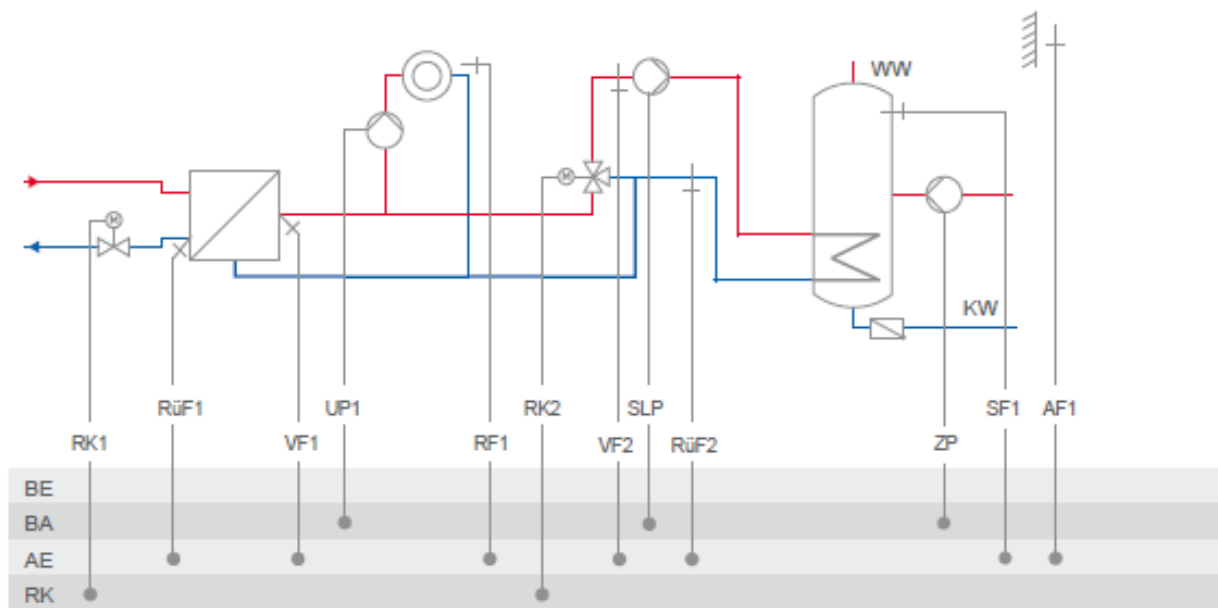 WW
M
M
M
KW
RüF1 UP1 RK2 SLP SF1 AF1
RK1 VF1 RF1 VF2 RüF2 ZP
BE
BA
AE
RK